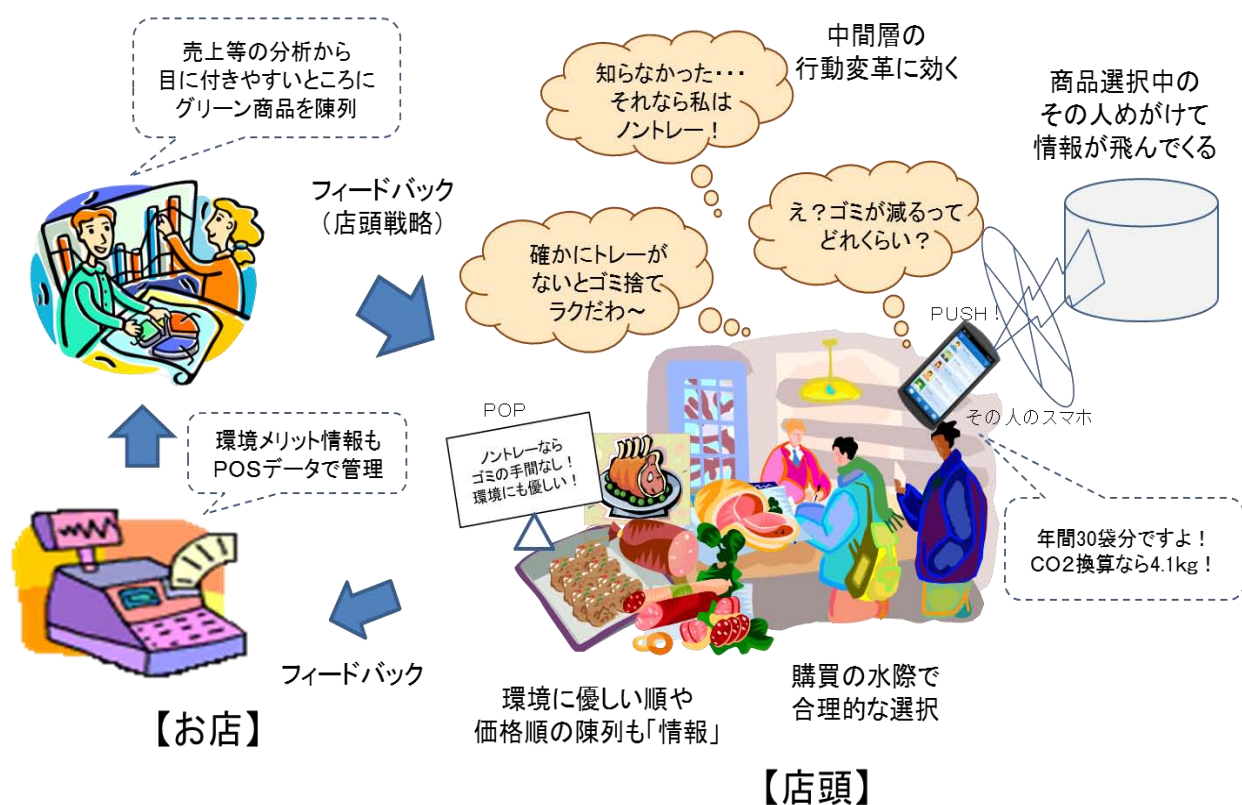 売上等の分析から
目に付きやすいところに
グリーン商品を陳列
フィードバック
（店頭戦略）
知らなかった・・・
それなら私は
ノントレー！
中間層の
行動変革に効く
商品選択中の
その人めがけて
情報が飛んでくる
確かにトレーが
ないとゴミ捨て
ラクだわ～
え？ゴミが減るって
どれくらい？
PUSH！
その人のスマホ
環境メリット情報も
POSデータで管理
POP
ノントレーなら
ゴミの手間なし！
環境にも優しい！
年間30袋分ですよ！
CO2換算なら4.1kg！
フィードバック
【お店】
環境に優しい順や
価格順の陳列も「情報」
購買の水際で
合理的な選択
【店頭】